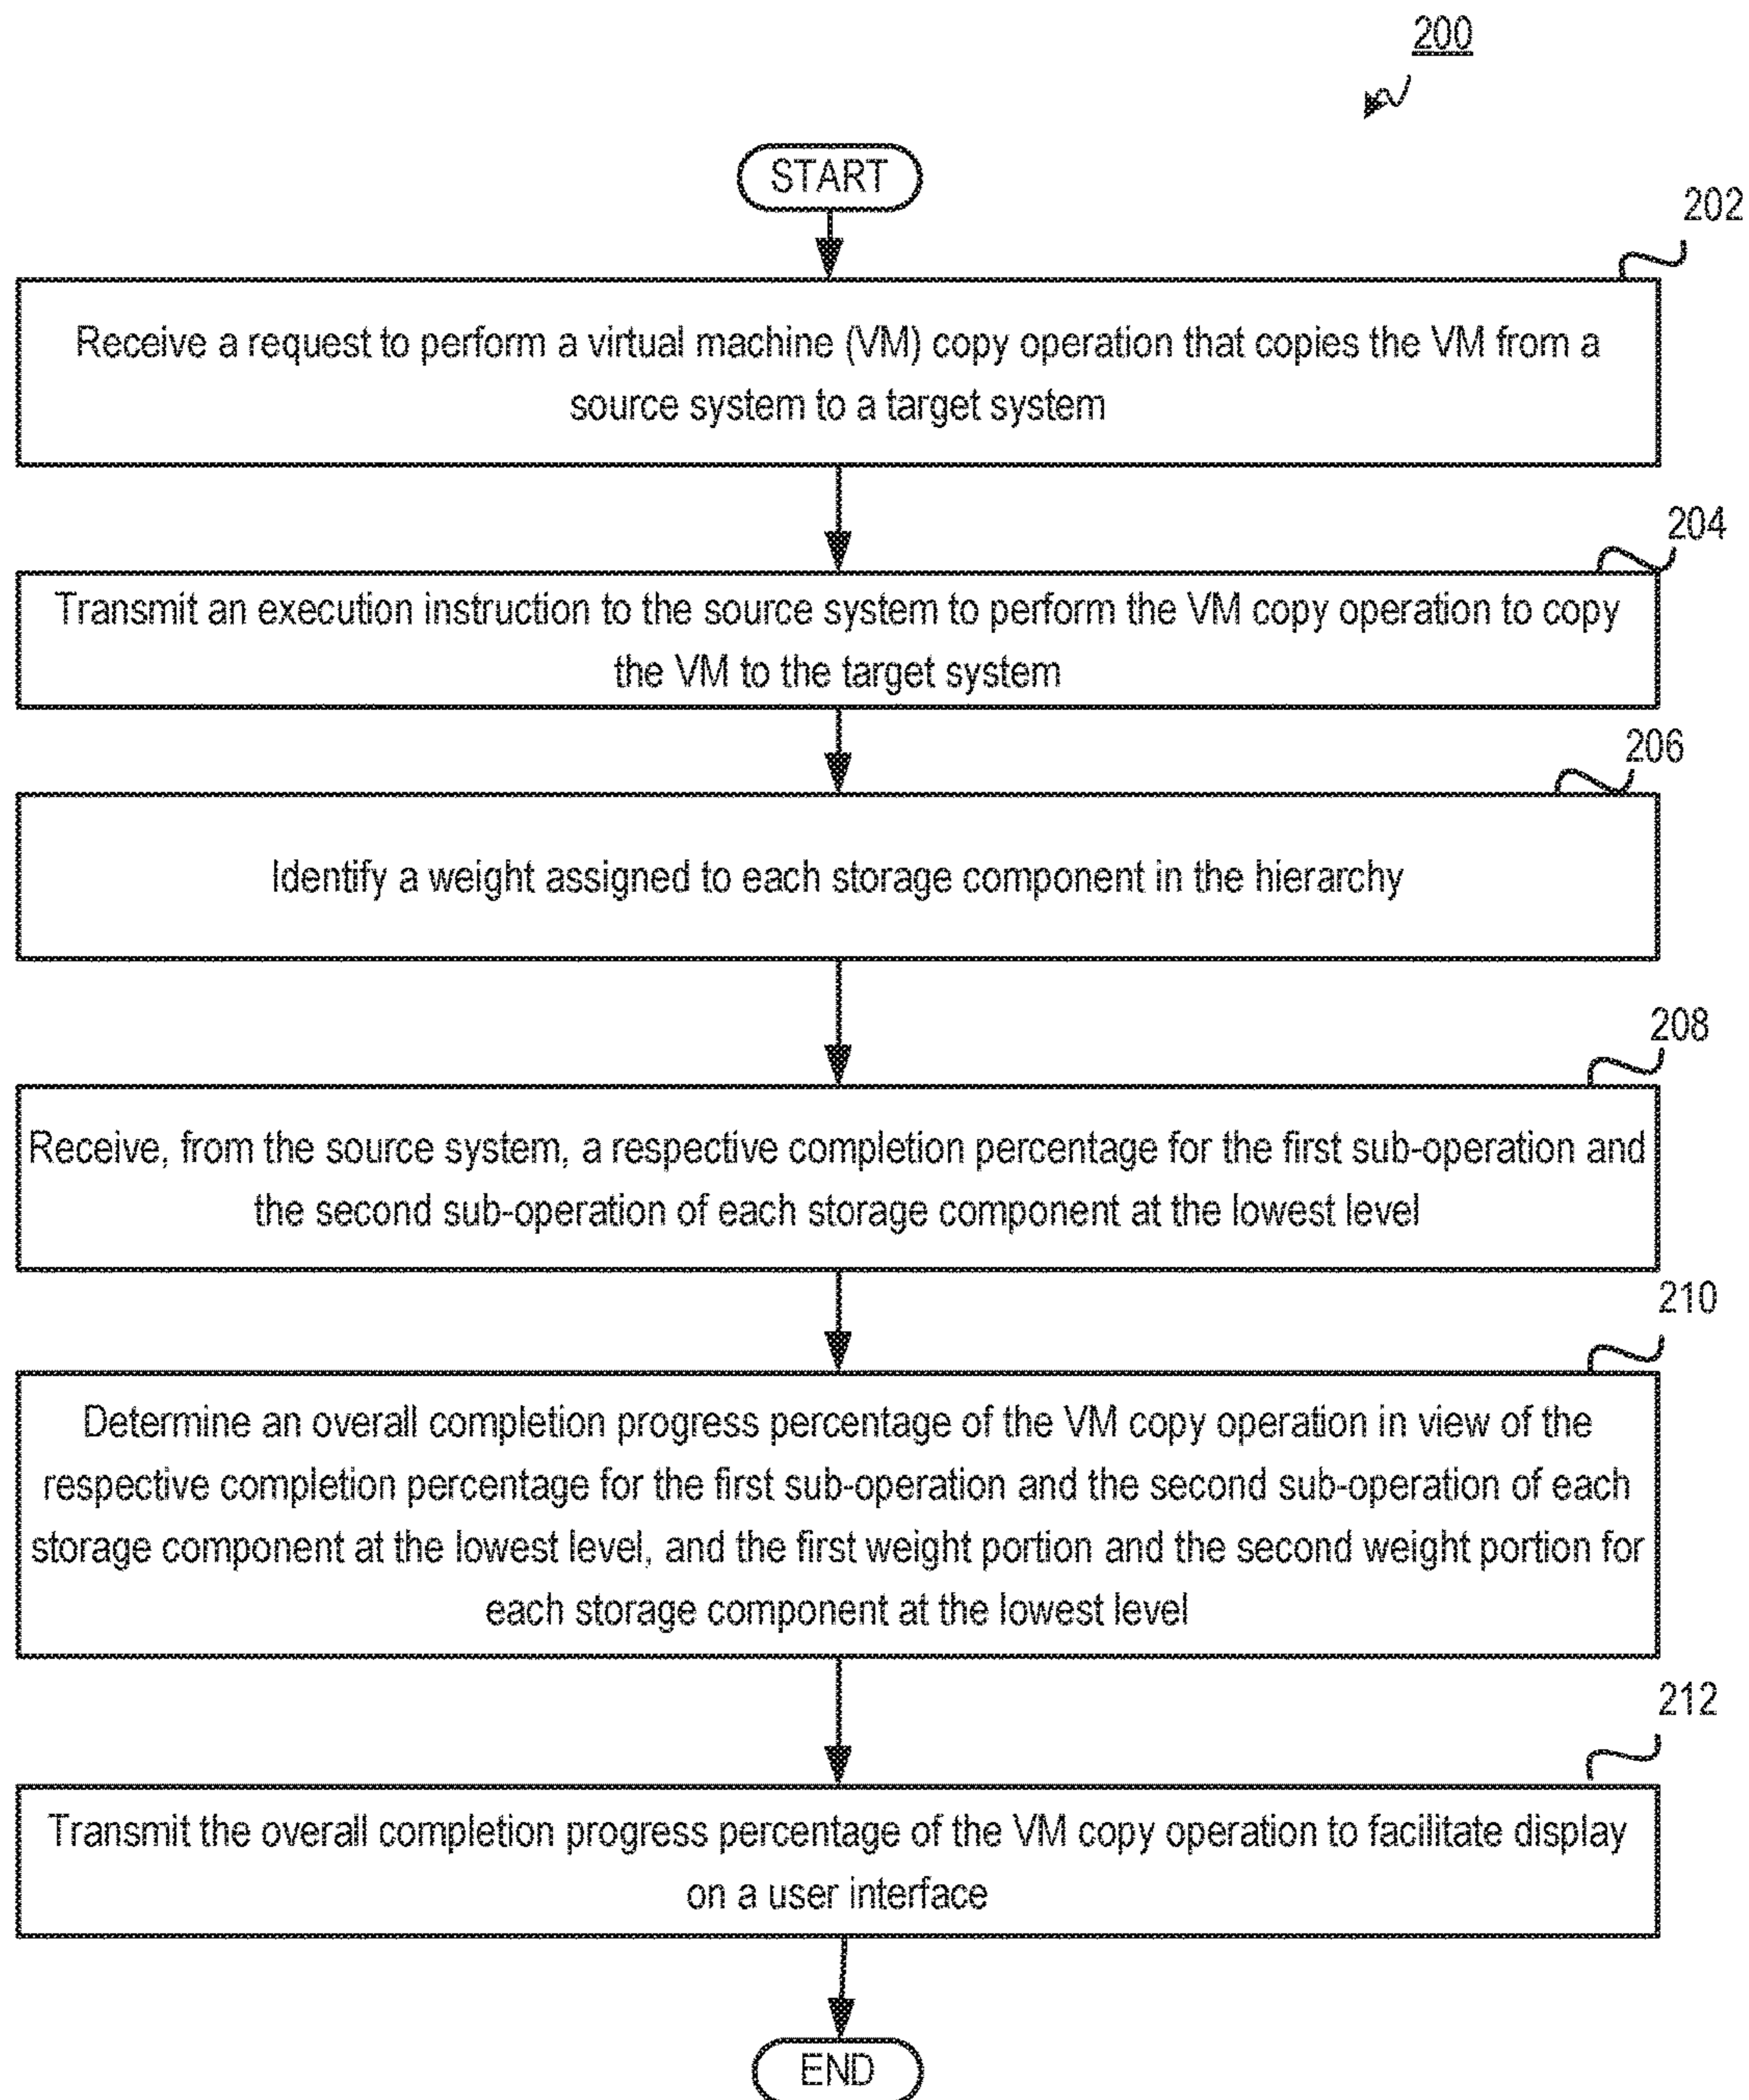 200
START
202
Receive a request to perform a virtual machine (VM) copy operation that copies the VM from a
source system to a target system
204
Transmit an execution instruction to the source system to perform the VM copy operation to copy
the VM to the target system
206
Identify a weight assigned to each storage component in the hierarchy
208
Receive, from the source system, a respective completion percentage for the first sub-operation and
the second sub-operation of each storage component at the lowest level
210
Determine an overall completion progress percentage of the VM copy operation in view of the
respective completion percentage for the first sub-operation and the second sub-operation of each
storage component at the lowest level, and the first weight portion and the second weight portion for
each storage component at the lowest level
212
Transmit the overall completion progress percentage of the VM copy operation to facilitate display
on a user interface
END